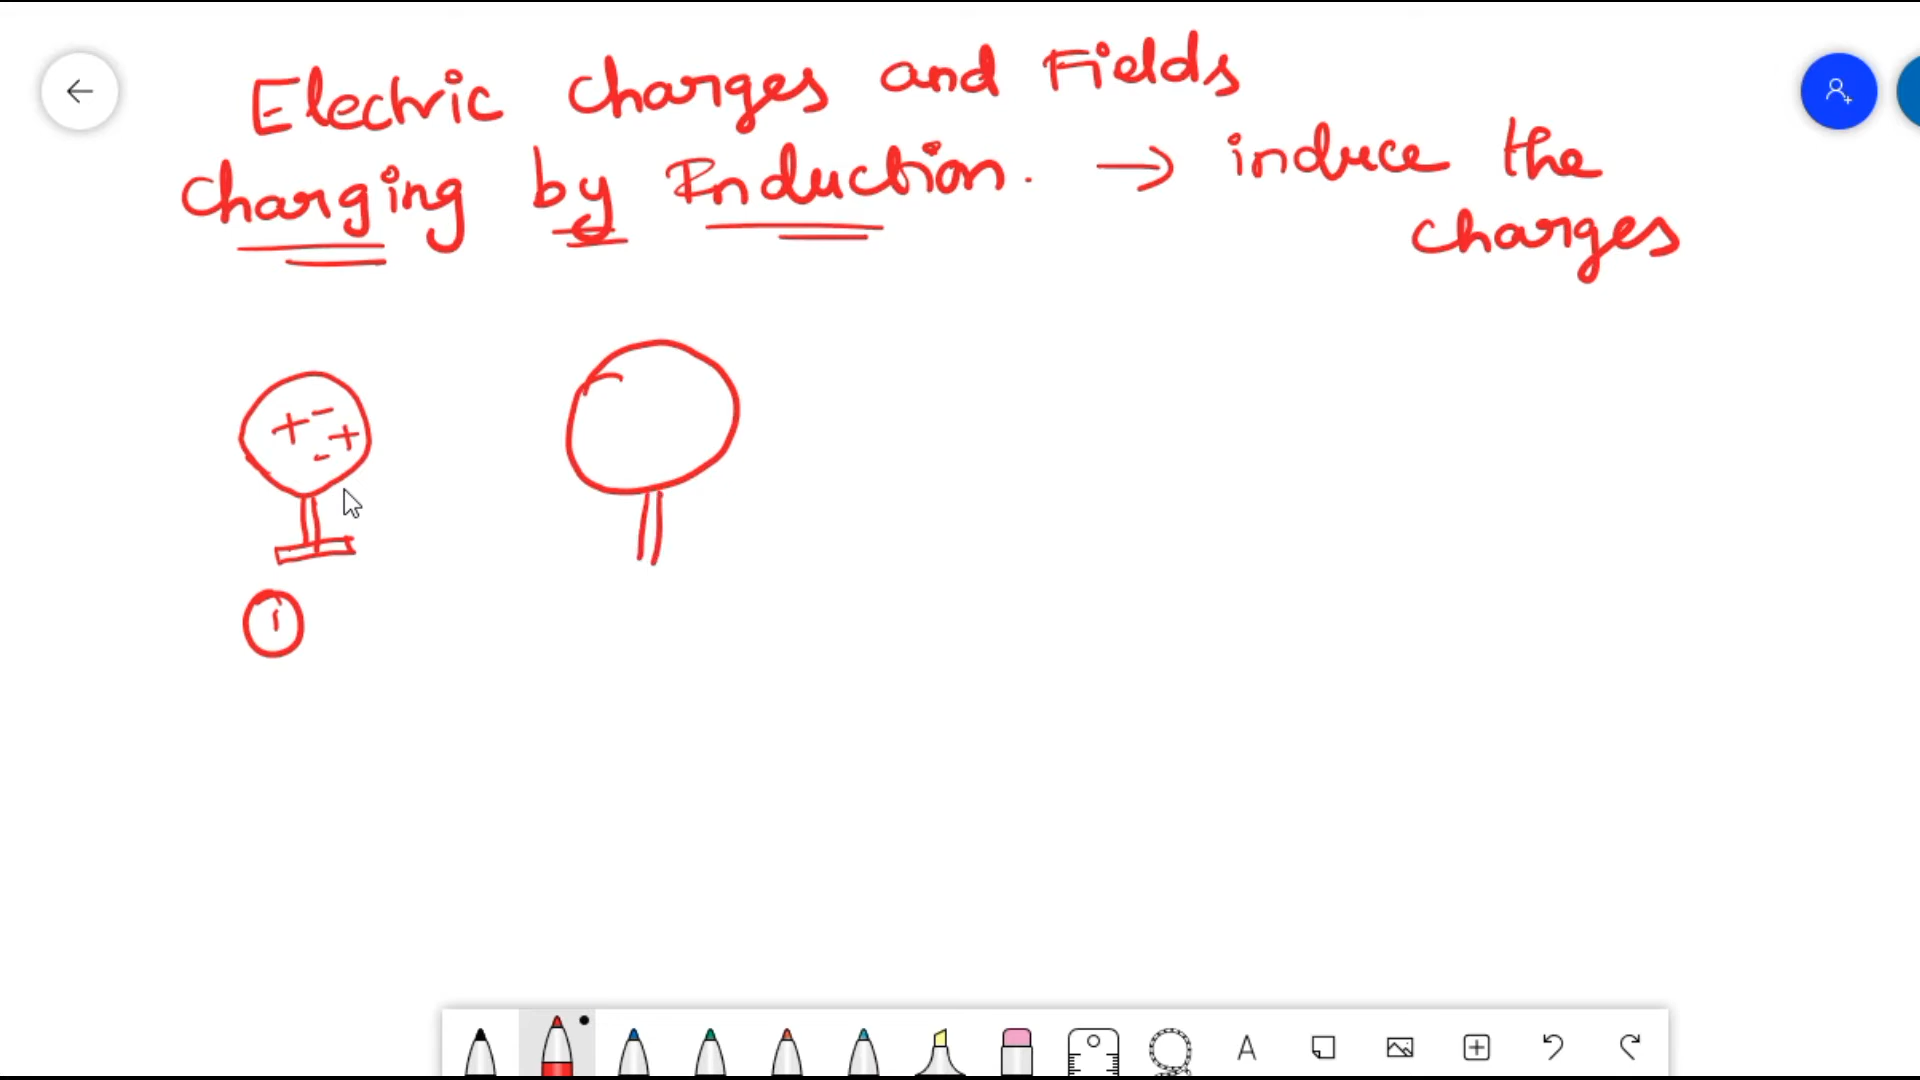 Electric charges and Fields
charging by Induction. → induce the
charges
+ -
+
-
1
A